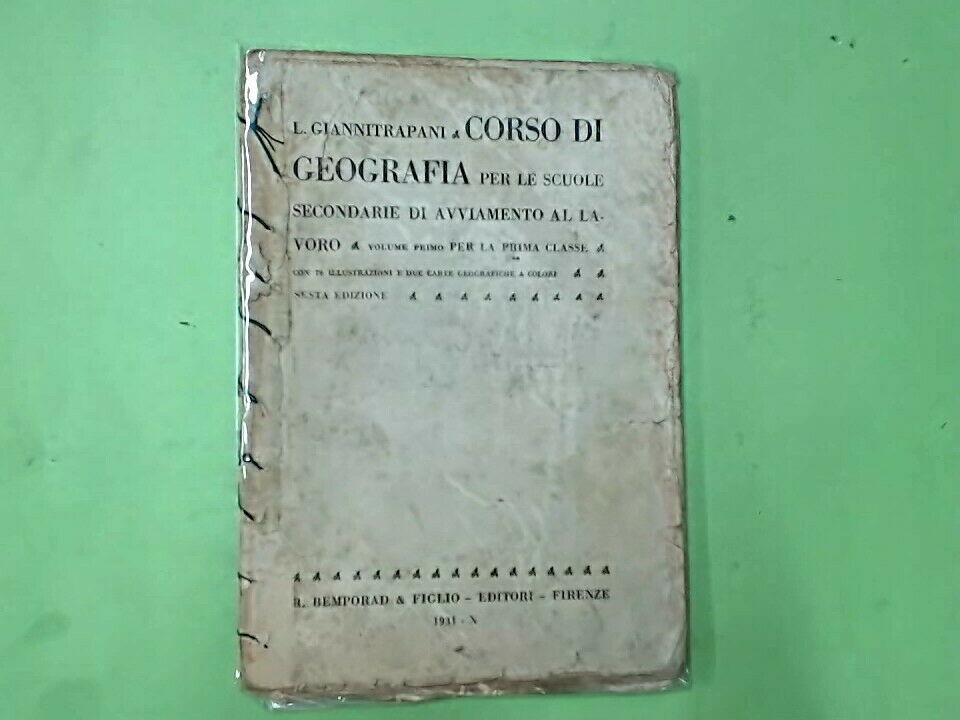 L. GIANNITRAPANI CORSO DI
GEOGRAFIA PER LE SCUOLE
SECONDARIE DI AVVIAMENTO AL LA-
VORO VOLUME PRIMO PER LA PRIMA CLASSE
CON 70 ILLUSTRAZIONI E DUE CARTE GEOGRAFICHE A COLORI
SESTA EDIZIONE
R. BEMPORAD & FIGLIO - EDITORI - FIRENZE
1931 - X